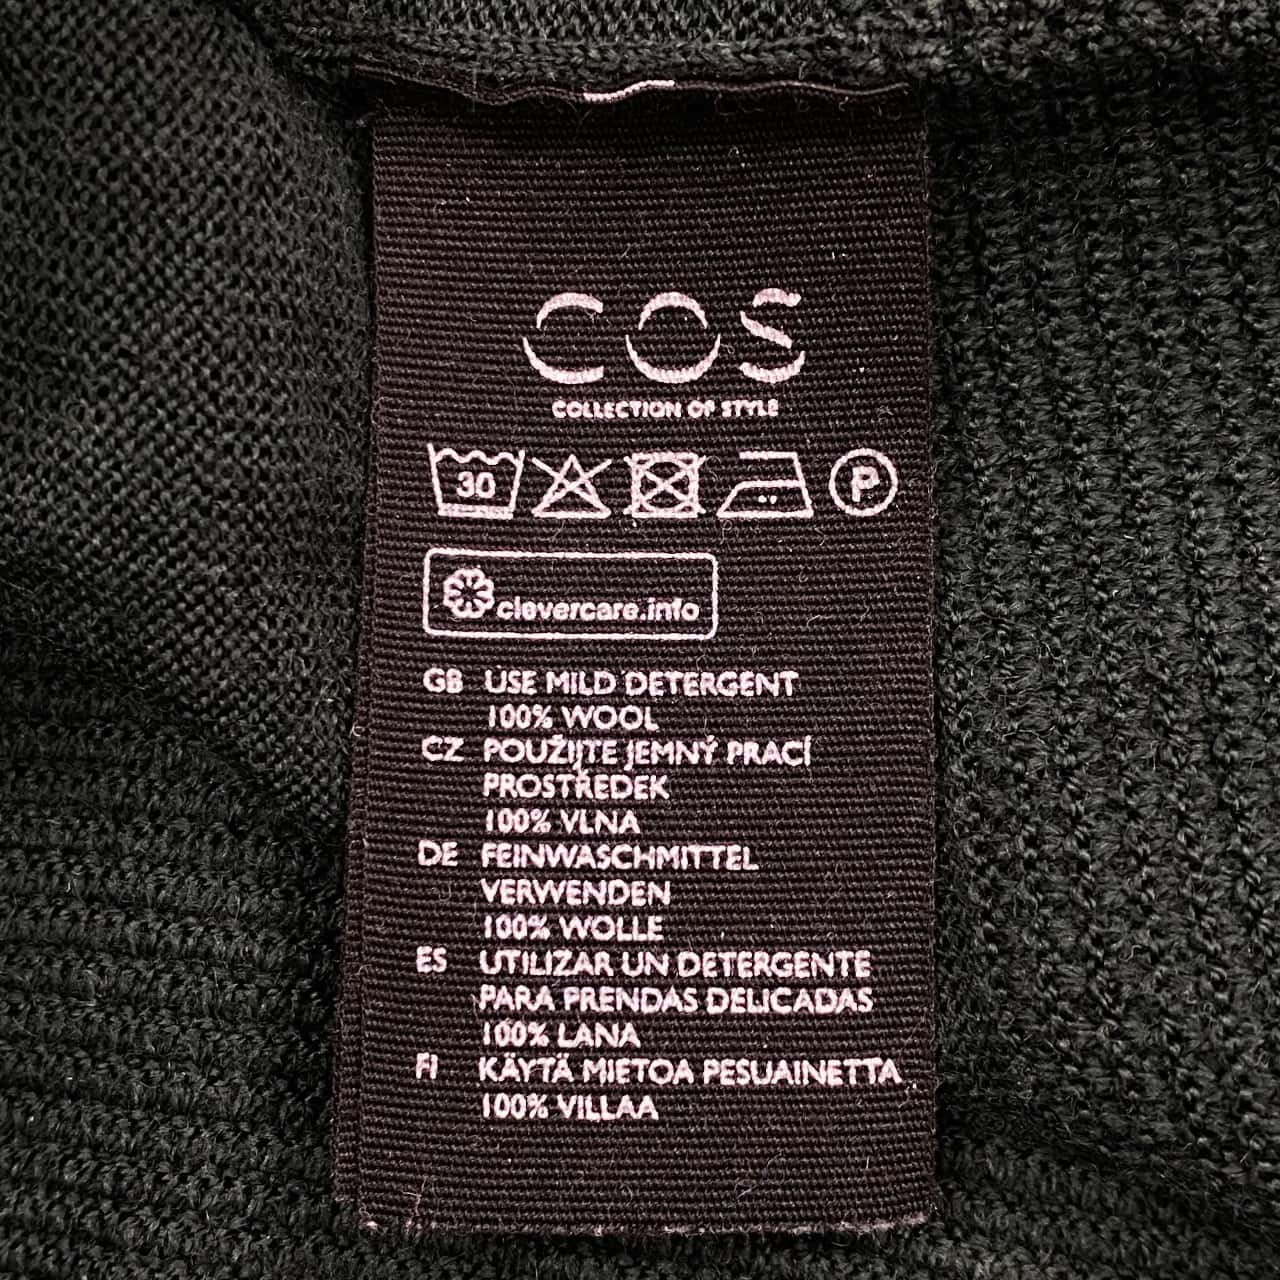 COS
COLLECTION OF STYLE
30
P
clevercare.info
GB USE MILD DETERGENT
100% WOOL
CZ POUŽIJTE JEMNÝ PRACÍ
PROSTŘEDEK
100% VLNA
DE FEINWASCHMITTEL
VERWENDEN
100% WOLLE
ES UTILIZAR UN DETERGENTE
PARA PRENDAS DELICADAS
100% LANA
FI KÄYTÄ MIETOA PESUAINETTA
100% VILLAA